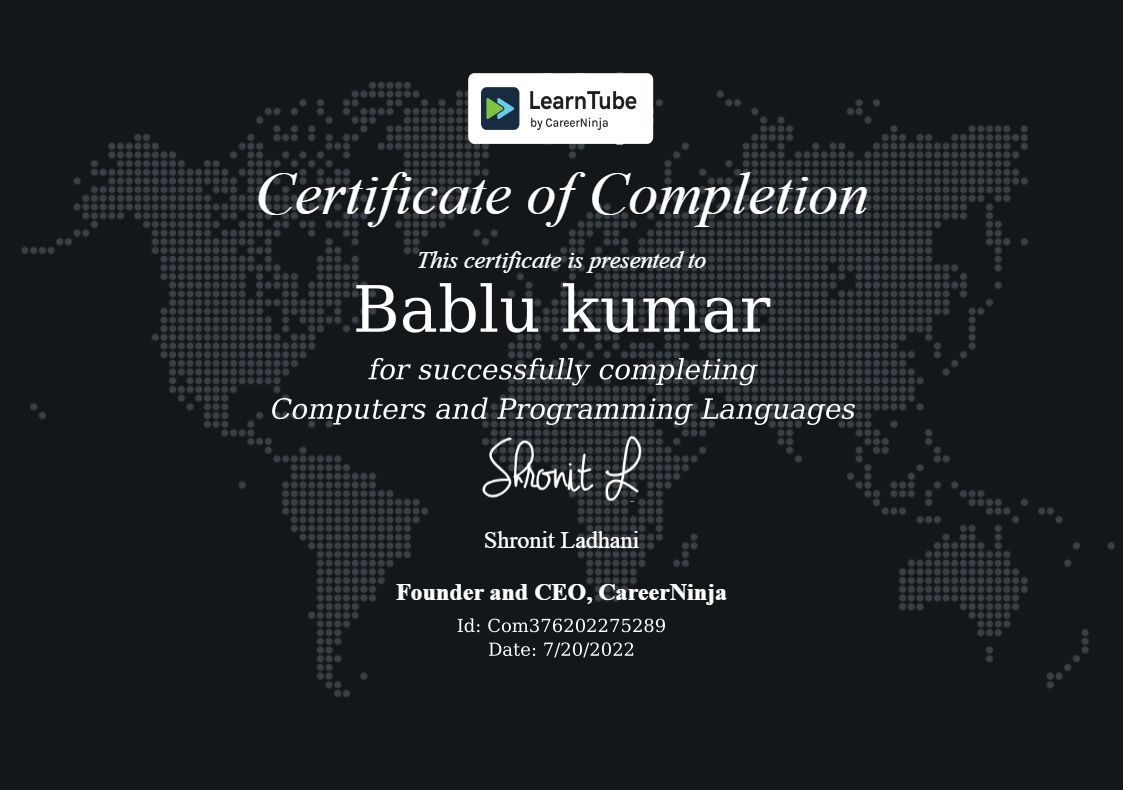 LearnTube
by CareerNinja
Certificate of Completion
This certificate is presented to
Bablu kumar
for successfully completing
Computers and Programming Languages
Shronit L
Shronit Ladhani
Founder and CEO, CareerNinja
Id: Com376202275289
Date: 7/20/2022